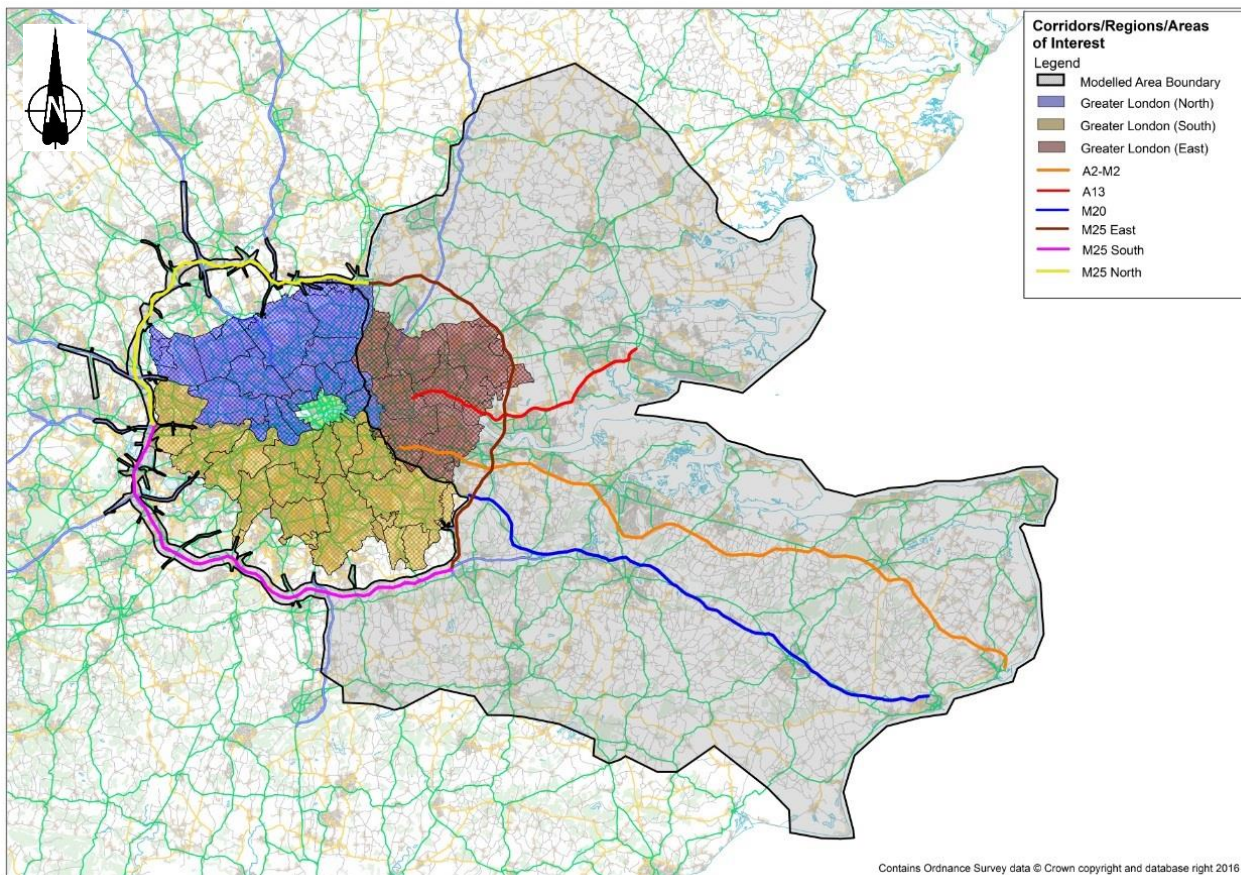 N
Corridors/Regions/Areas
of Interest
Legend
Modelled Area Boundary
Greater London (North)
Greater London (South)
Greater London (East)
A2-M2
A13
M20
M25 East
M25 South
M25 North
Contains Ordnance Survey data © Crown copyright and database right 2016